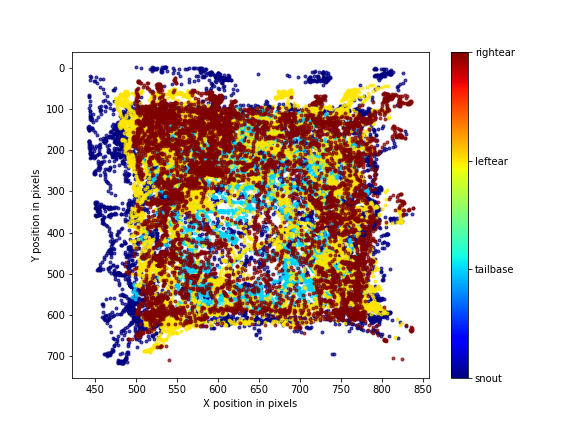 0
100
200
300
400
500
600
700
Y position in pixels
450
500
550
600
650
700
750
800
850
X position in pixels
rightear
leftear
tailbase
snout